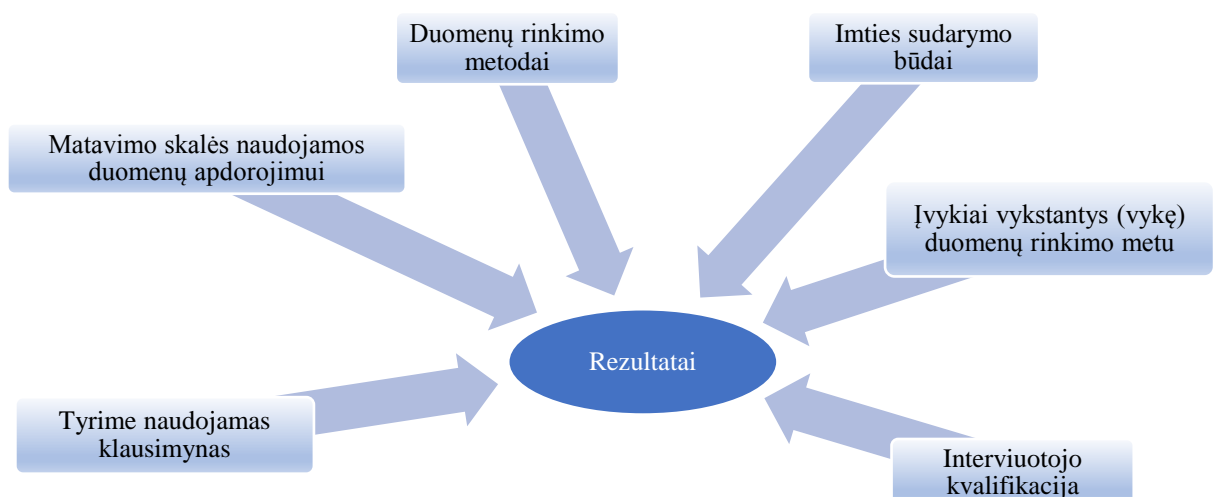 Duomenų rinkimo
metodai
Imties sudarymo
būdai
Matavimo skalės naudojamos
duomenų apdorojimui
Įvykiai vykstantys (vykę)
duomenų rinkimo metu
Rezultatai
Tyrime naudojamas
klausimynas
Interviuotojo
kvalifikacija